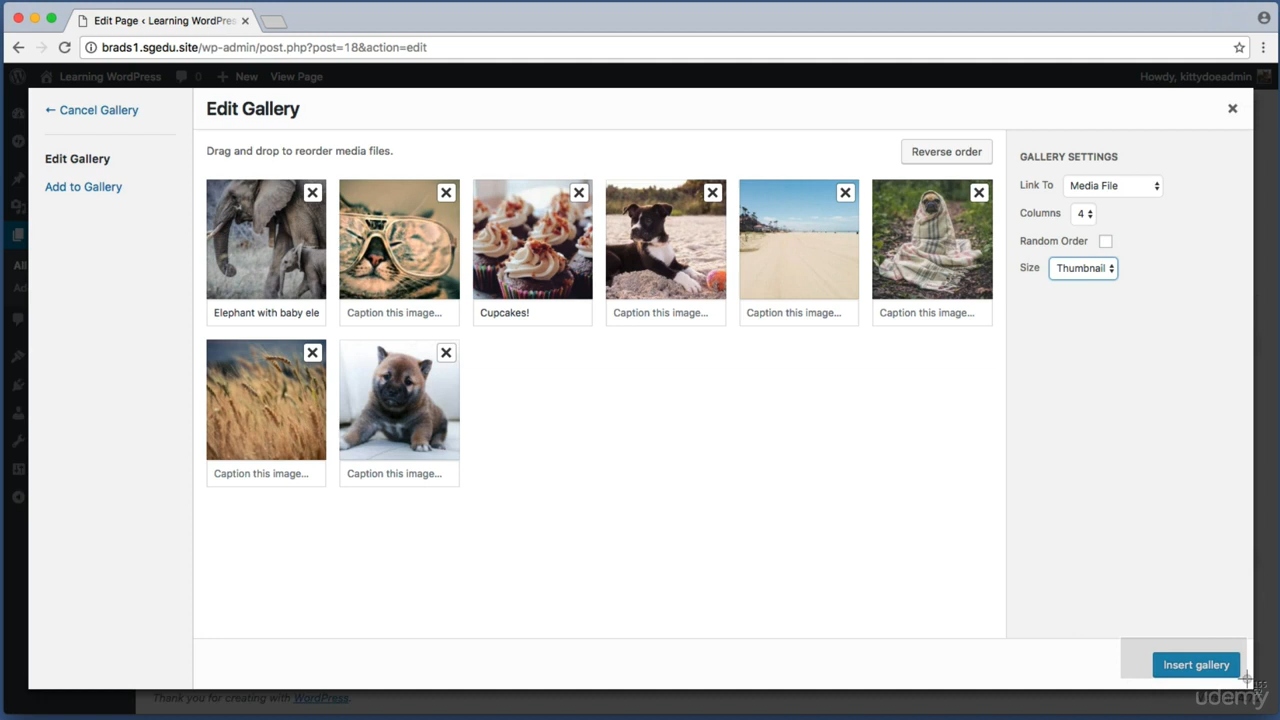 Edit Page ‹ Learning WordPres
brads1.sgedu.site/wp-admin/post.php?post=18&action=edit
Learning WordPress 0 New View Page Howdy, kittydoeadmin
← Cancel Gallery
Edit Gallery
Add to Gallery
Edit Gallery
Drag and drop to reorder media files.
Reverse order
Elephant with baby ele
Caption this image...
Cupcakes!
Caption this image...
Caption this image...
Caption this image...
Caption this image...
Caption this image...
GALLERY SETTINGS
Link To Media File
Columns 4
Random Order
Size Thumbnail
All
Insert gallery
Thank you for creating with WordPress.
udemy